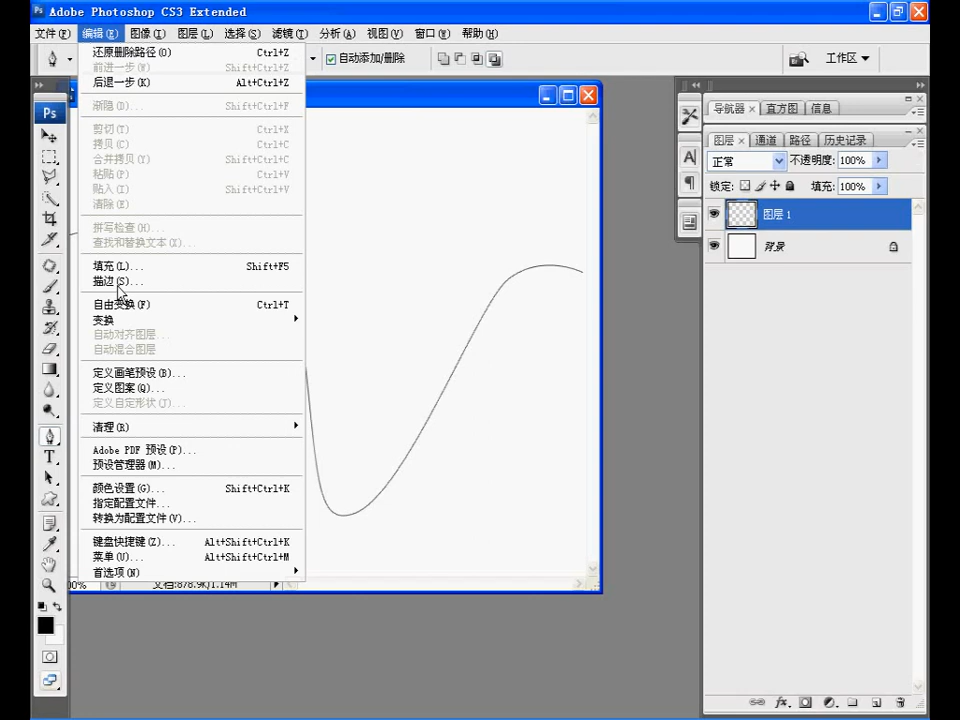 Ps Adobe Photoshop CS3 Extended
文件(F) 编辑(E) 图像(I) 图层(L) 选择(S) 滤镜(T) 分析(A) 视图(V) 窗口(W) 帮助(H)
自动添加/删除 工作区
还原删除路径(O) Ctrl+Z
前进一步(W) Shift+Ctrl+Z
后退一步(K) Alt+Ctrl+Z
渐隐(D)... Shift+Ctrl+F
剪切(T) Ctrl+X
拷贝(C) Ctrl+C
合并拷贝(Y) Shift+Ctrl+C
粘贴(P) Ctrl+V
贴入(I) Shift+Ctrl+V
清除(E)
拼写检查(H)...
查找和替换文本(X)...
填充(L)... Shift+F5
描边(S)...
自由变换(F) Ctrl+T
变换
自动对齐图层...
自动混合图层
定义画笔预设(B)...
定义图案(Q)...
定义自定形状(J)...
清理(R)
Adobe PDF 预设(P)...
预设管理器(M)...
颜色设置(G)... Shift+Ctrl+K
指定配置文件...
转换为配置文件(V)...
键盘快捷键(Z)... Alt+Shift+Ctrl+K
菜单(U)... Alt+Shift+Ctrl+M
首选项(N)
Ps
T
00% 文档:878.9K/1.14M
A
导航器 直方图 信息
图层 通道 路径 历史记录
正常 不透明度: 100%
锁定: 填充: 100%
图层 1
背景
fx